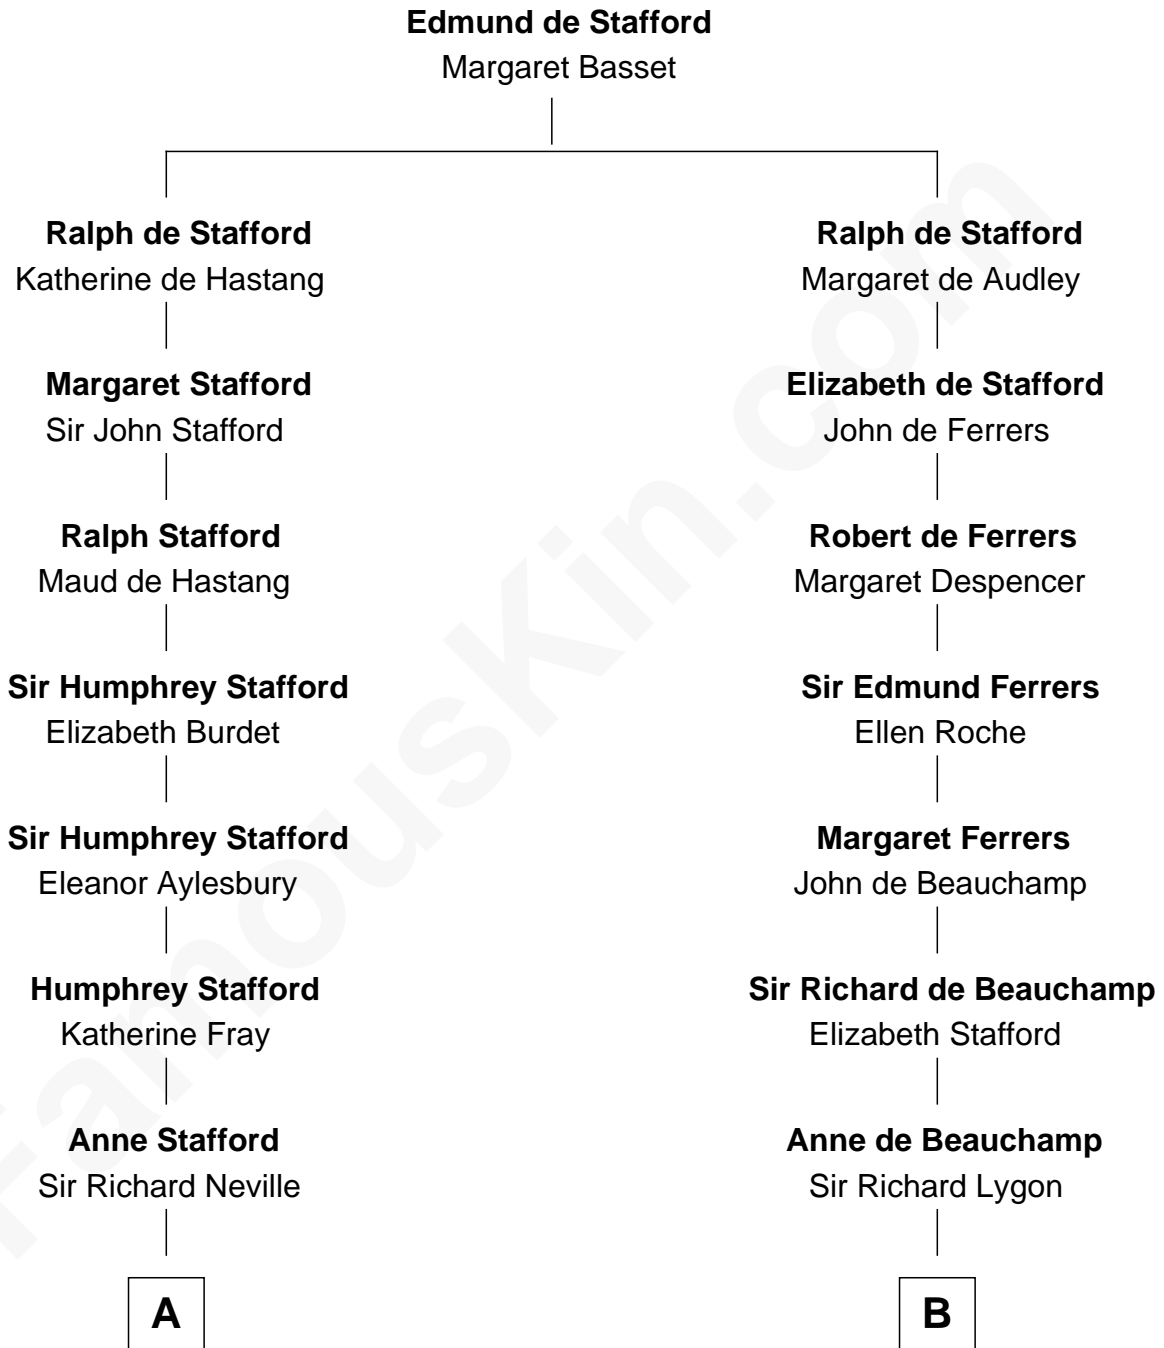 Edmund de Stafford
Margaret Basset
Ralph de Stafford
Katherine de Hastang
Margaret Stafford
Sir John Stafford
Ralph Stafford
Maud de Hastang
Sir Humphrey Stafford
Elizabeth Burdet
Sir Humphrey Stafford
Eleanor Aylesbury
Humphrey Stafford
Katherine Fray
Anne Stafford
Sir Richard Neville
A
Ralph de Stafford
Margaret de Audley
Elizabeth de Stafford
John de Ferrers
Robert de Ferrers
Margaret Despencer
Sir Edmund Ferrers
Ellen Roche
Margaret Ferrers
John de Beauchamp
Sir Richard de Beauchamp
Elizabeth Stafford
Anne de Beauchamp
Sir Richard Lygon
B
FamousKin.com